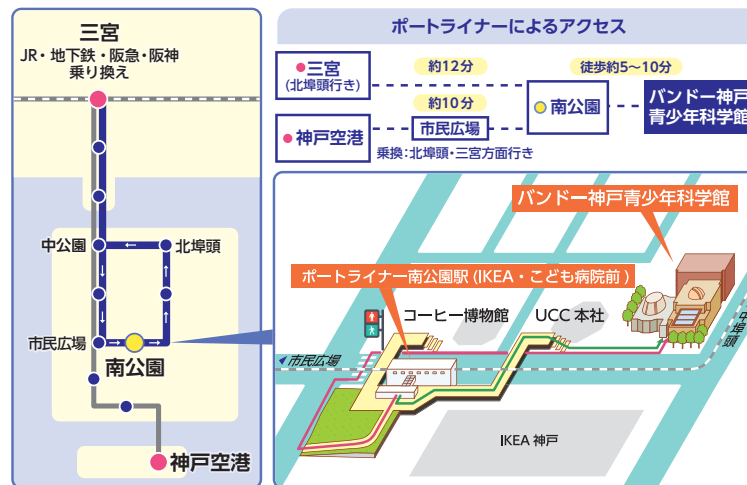 三宮
JR・地下鉄・阪急・阪神
乗り換え
中公園
北埠頭
市民広場
南公園
神戸空港
ポートライナーによるアクセス
三宮
(北埠頭行き)
約12分
徒歩約5〜10分
南公園
バンドー神戸
青少年科学館
神戸空港
約10分
市民広場
乗換:北埠頭・三宮方面行き
バンドー神戸青少年科学館
ポートライナー南公園駅(IKEA・こども病院前)
コーヒー博物館
UCC 本社
中埠頭
市民広場
IKEA 神戸